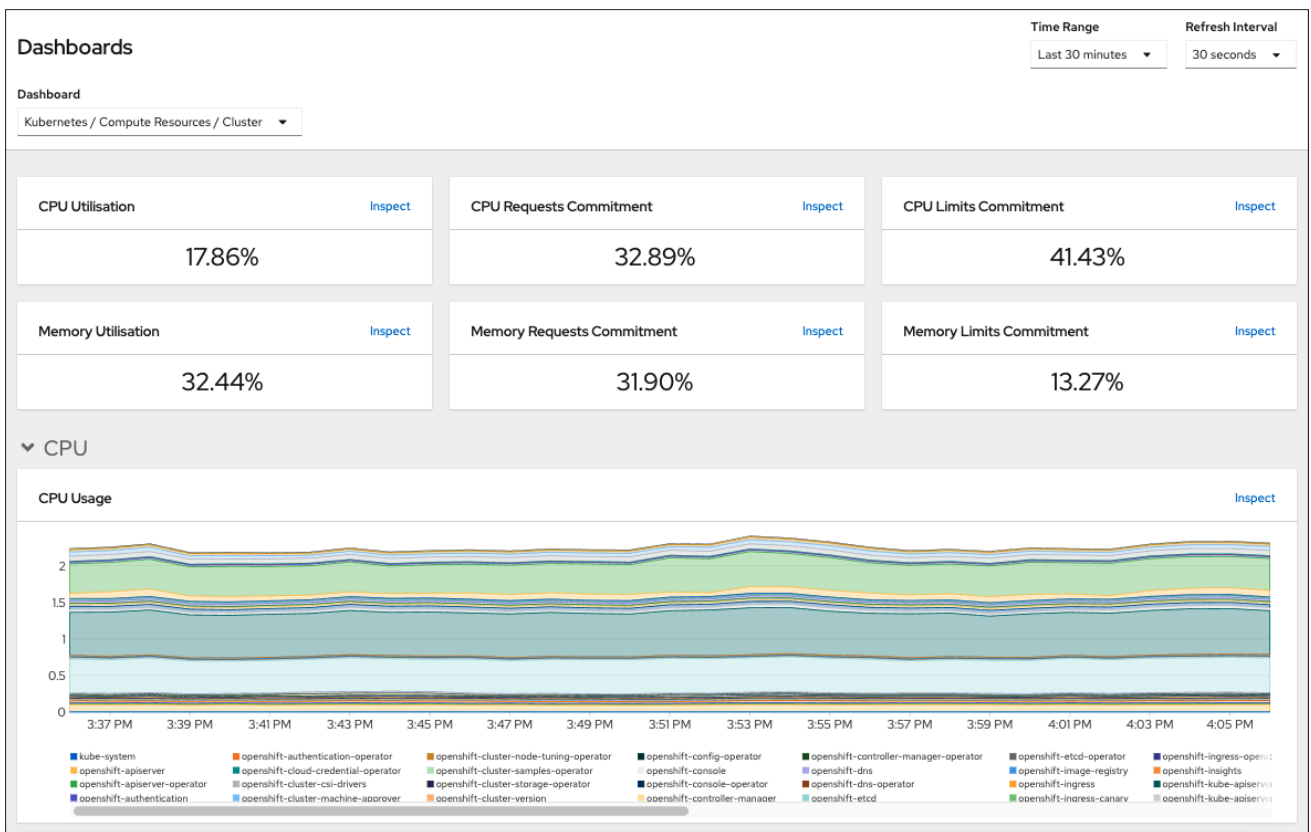 Dashboards
Time Range
Refresh Interval
Last 30 minutes
30 seconds
Dashboard
Kubernetes / Compute Resources / Cluster
CPU Utilisation Inspect
CPU Requests Commitment Inspect
CPU Limits Commitment Inspect
17.86%
32.89%
41.43%
Memory Utilisation Inspect
Memory Requests Commitment Inspect
Memory Limits Commitment Inspect
32.44%
31.90%
13.27%
CPU
CPU Usage Inspect
2
1.5
1
0.5
0
3:37 PM 3:39 PM 3:41 PM 3:43 PM 3:45 PM 3:47 PM 3:49 PM 3:51 PM 3:53 PM 3:55 PM 3:57 PM 3:59 PM 4:01 PM 4:03 PM 4:05 PM
kube-system openshift-authentication-operator openshift-cluster-node-tuning-operator openshift-config-operator openshift-controller-manager-operator openshift-etcd-operator
openshift-apiserver openshift-cloud-credential-operator openshift-cluster-samples-operator openshift-console openshift-dns openshift-image-registry openshift-insights
openshift-apiserver-operator openshift-cluster-csi-drivers openshift-cluster-storage-operator openshift-console-operator openshift-dns-operator openshift-ingress
openshift-authentication openshift-cluster-machine-approver openshift-cluster-version openshift-controller-manager openshift-etcd openshift-ingress-canary